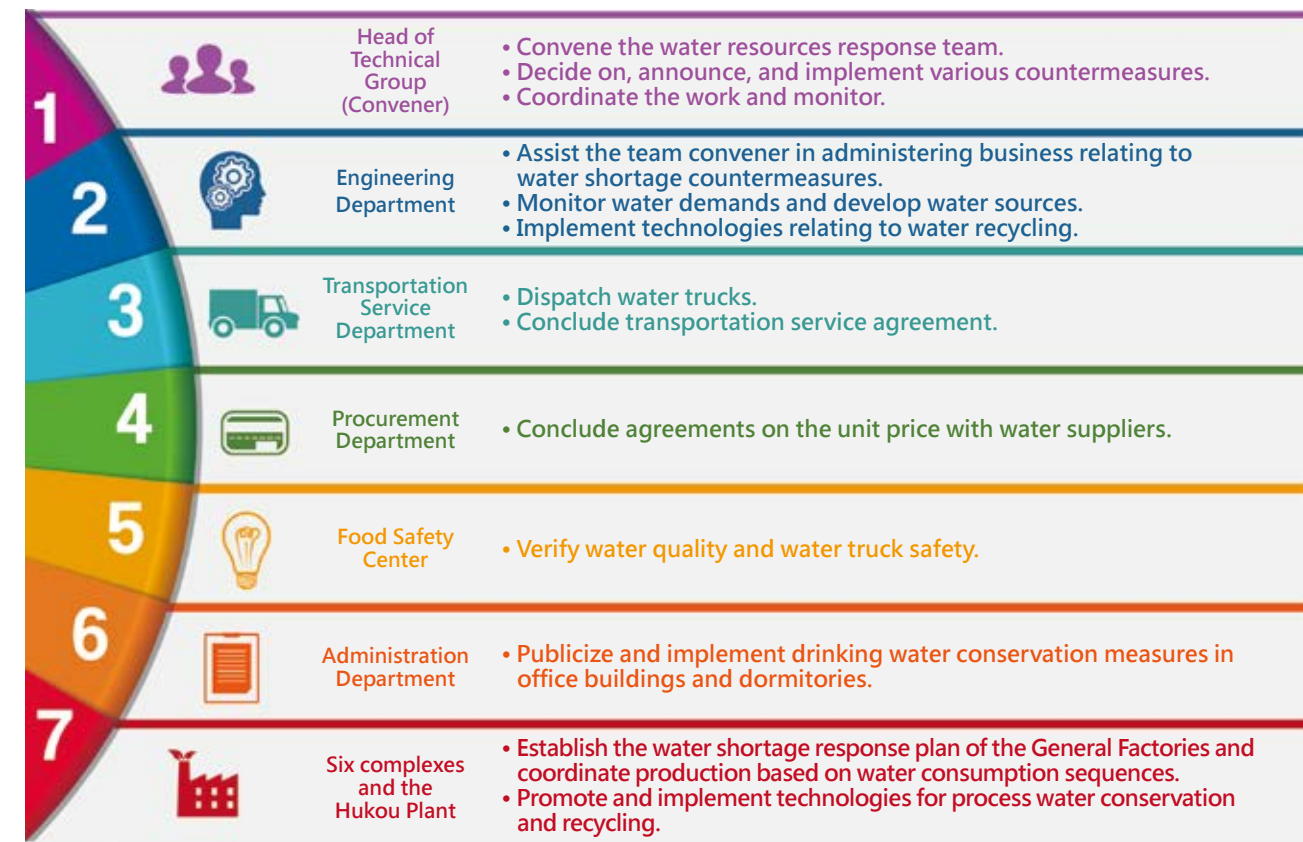 1
Head of
Technical
Group
(Convener)
• Convene the water resources response team.
• Decide on, announce, and implement various countermeasures.
• Coordinate the work and monitor.
2
Engineering
Department
• Assist the team convener in administering business relating to
water shortage countermeasures.
• Monitor water demands and develop water sources.
• Implement technologies relating to water recycling.
3
Transportation
Service
Department
• Dispatch water trucks.
• Conclude transportation service agreement.
4
Procurement
Department
• Conclude agreements on the unit price with water suppliers.
5
Food Safety
Center
• Verify water quality and water truck safety.
6
Administration
Department
• Publicize and implement drinking water conservation measures in
office buildings and dormitories.
7
Six complexes
and the
Hukou Plant
• Establish the water shortage response plan of the General Factories and
coordinate production based on water consumption sequences.
• Promote and implement technologies for process water conservation
and recycling.